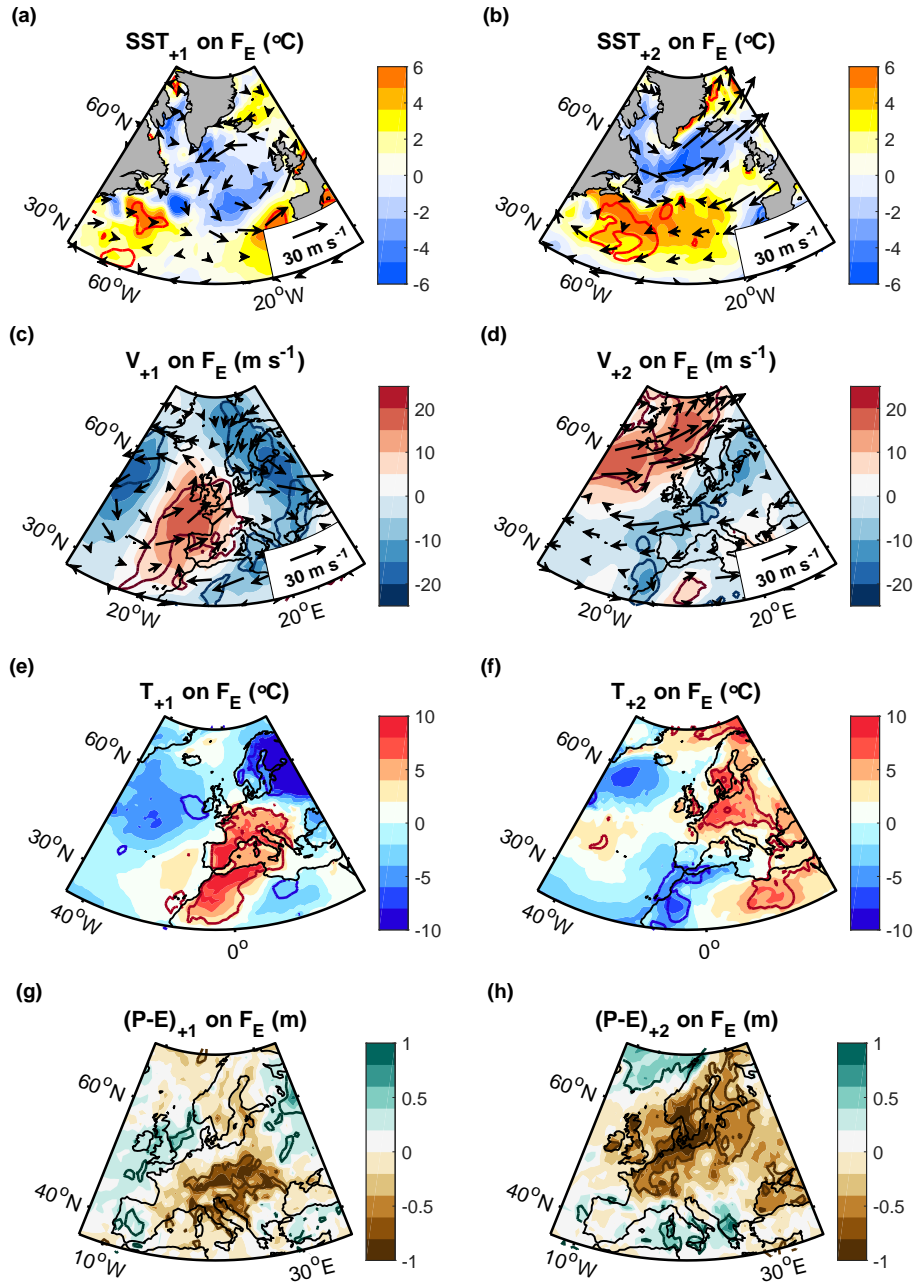 (a)
SST+1 on FE (°C)
60°N
30°N
60°W
20°W
30 m s-1
6
4
2
0
-2
-4
-6
(b)
SST+2 on FE (°C)
60°N
30°N
60°W
20°W
30 m s-1
6
4
2
0
-2
-4
-6
(c)
V+1 on FE (m s-1)
60°N
30°N
20°W
20°E
30 m s-1
20
10
0
-10
-20
(d)
V+2 on FE (m s-1)
60°N
30°N
20°W
20°E
30 m s-1
20
10
0
-10
-20
(e)
T+1 on FE (°C)
60°N
30°N
40°W
0°
10
5
0
-5
-10
(f)
T+2 on FE (°C)
60°N
30°N
40°W
0°
10
5
0
-5
-10
(g)
(P-E)+1 on FE (m)
60°N
40°N
10°W
30°E
1
0.5
0
-0.5
-1
(h)
(P-E)+2 on FE (m)
60°N
40°N
10°W
30°E
1
0.5
0
-0.5
-1